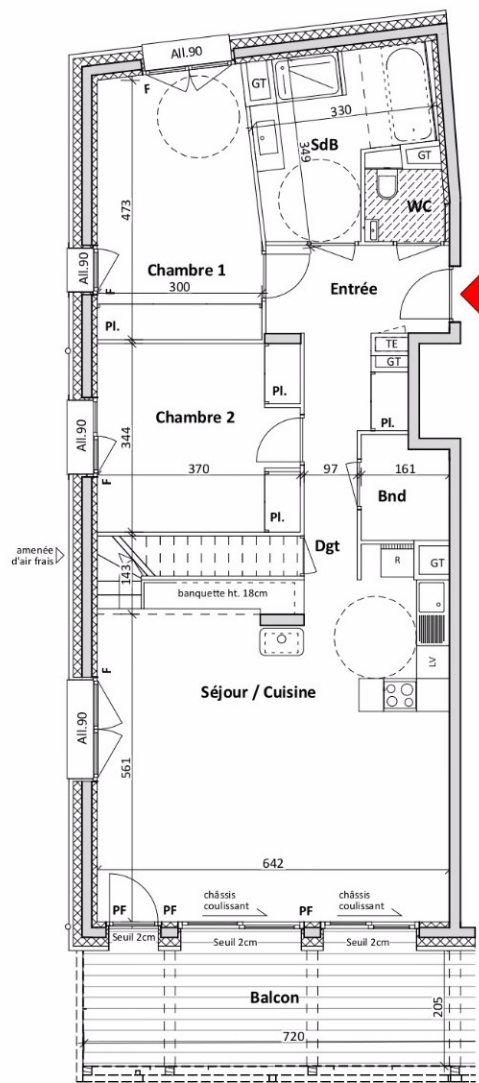 All.90
F
GT
330
SdB
349
GT
WC
473
All.90
F
Chambre 1
300
Entrée
Pl.
TE
GT
Pl.
Pl.
Chambre 2
All.90
344
370
97
161
F
Pl.
Bnd
Dgt
amenée
d'air frais
143
R
GT
banquette ht. 18cm
F
LV
Séjour / Cuisine
All.90
561
642
châssis
coulissant
châssis
coulissant
PF
PF
PF
Seuil 2cm
Seuil 2cm
Seuil 2cm
Balcon
205
720